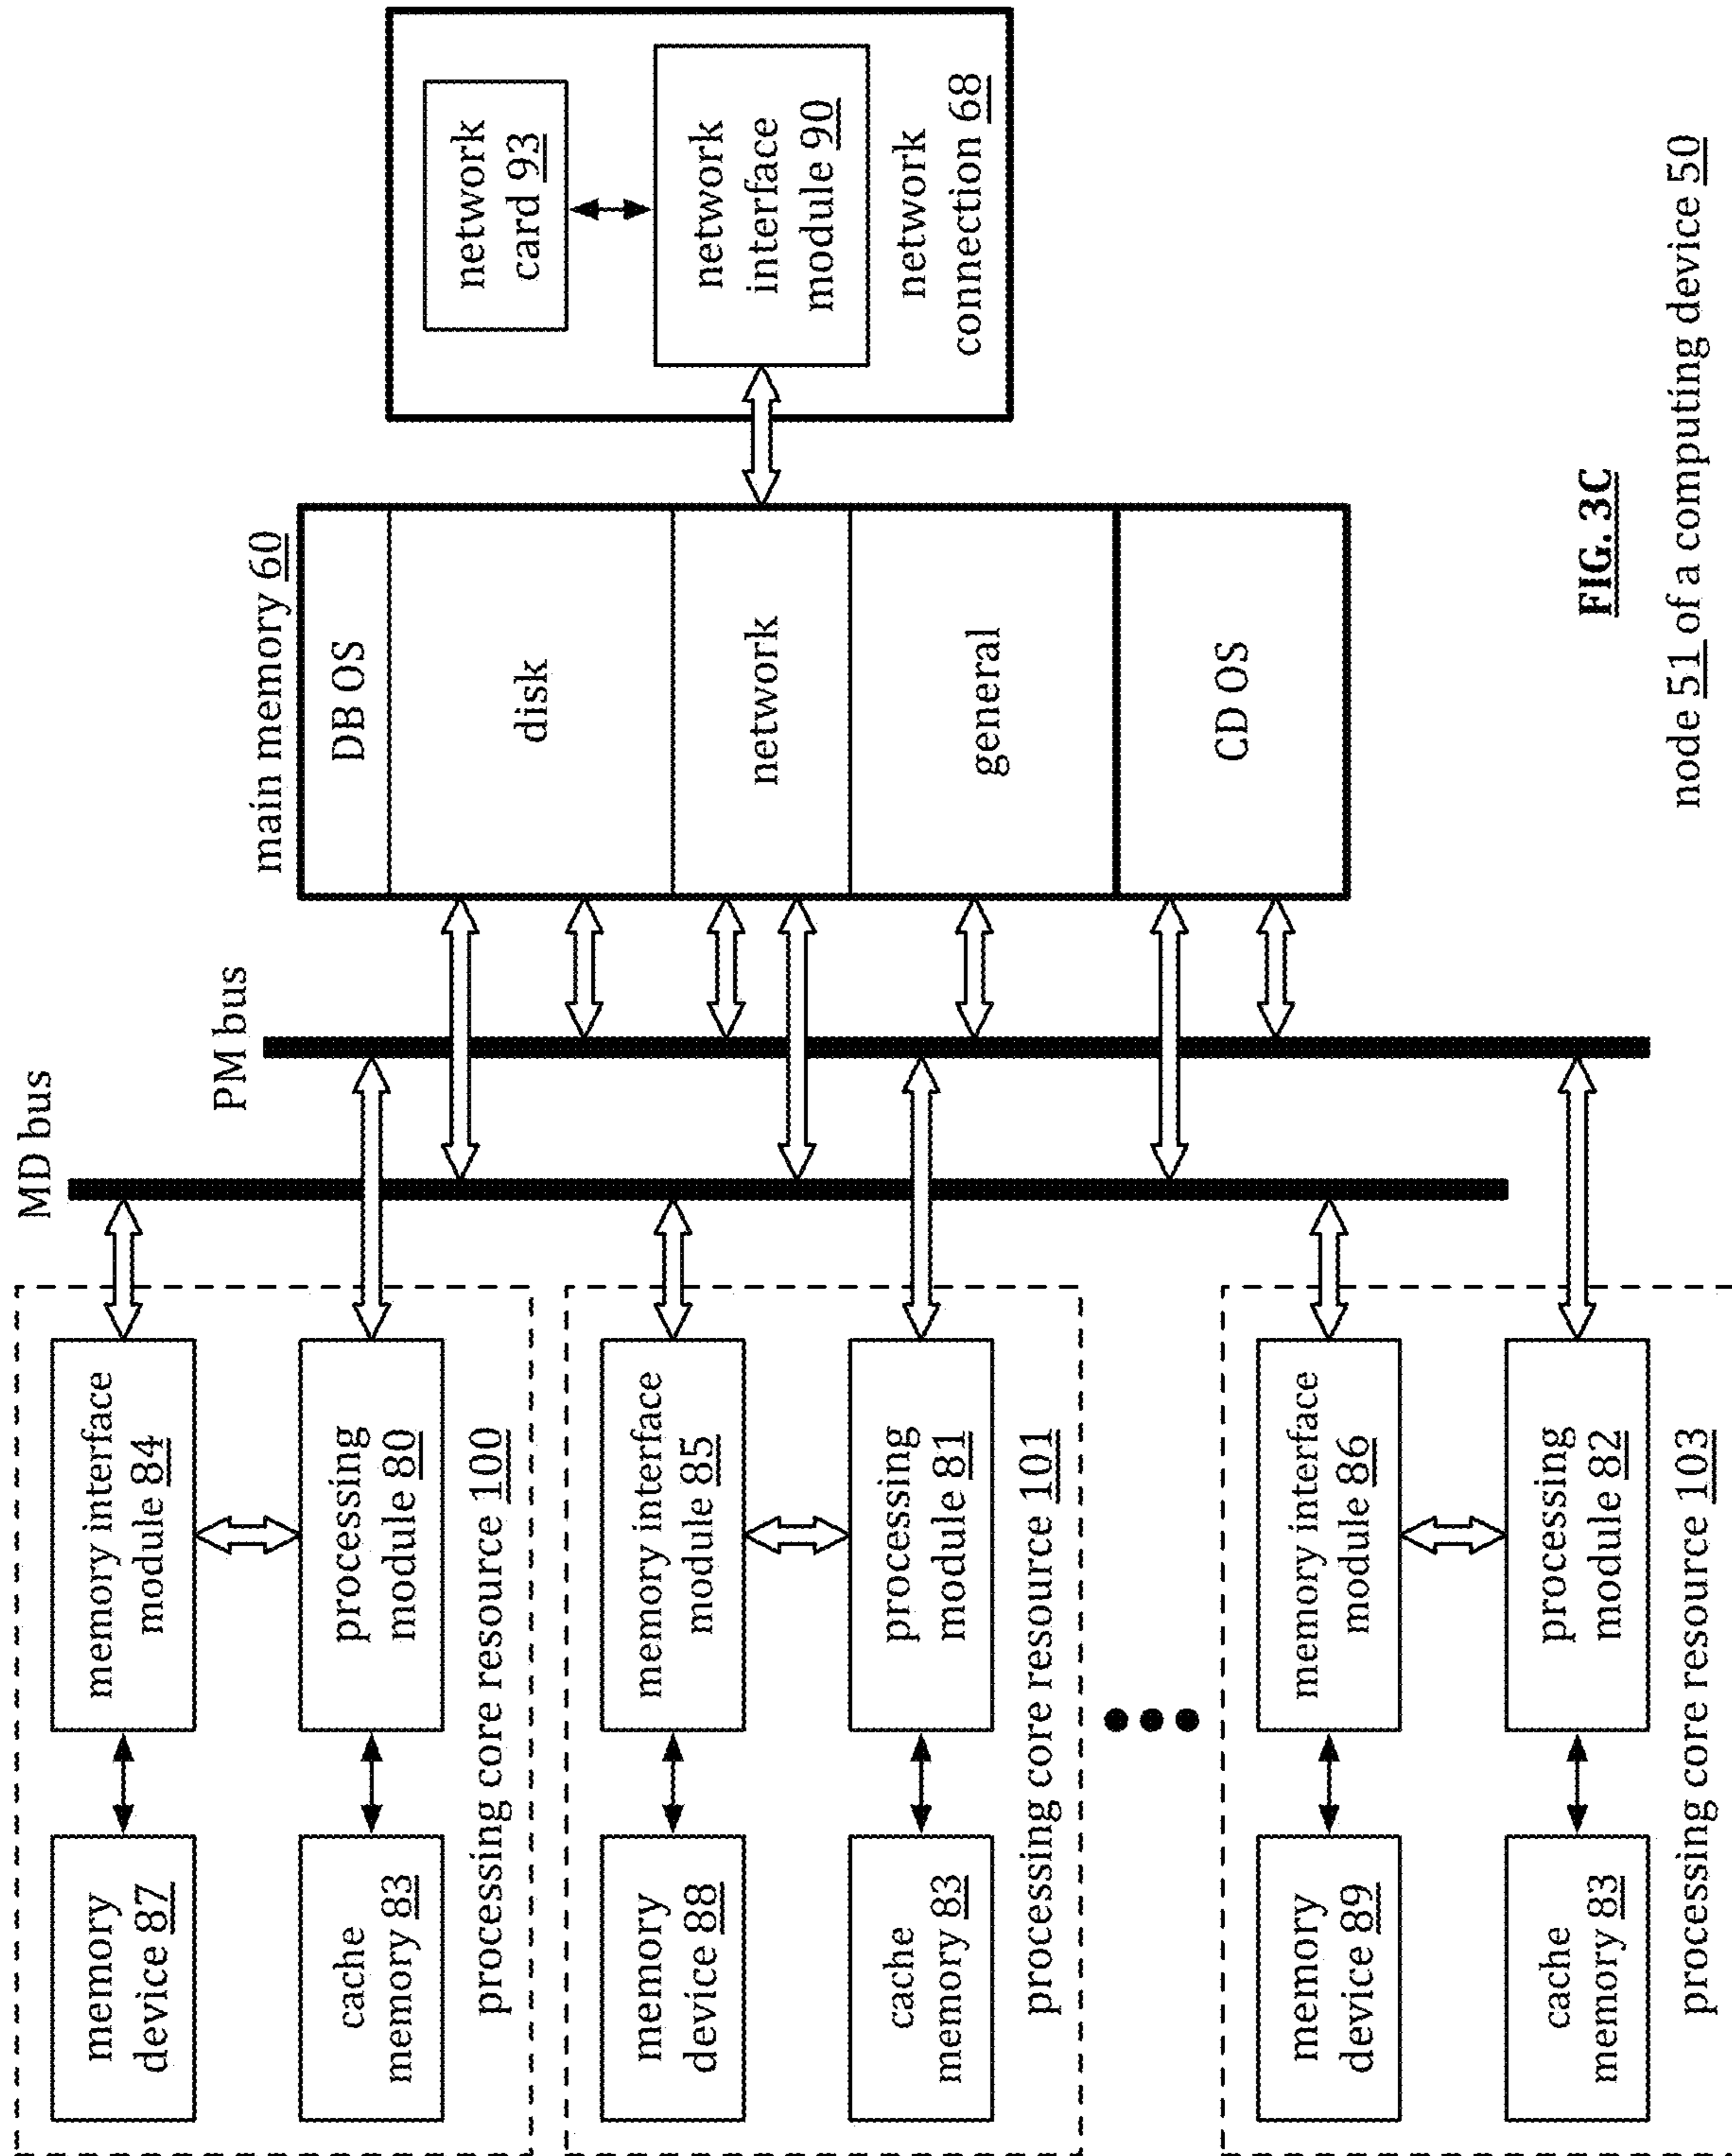 MD bus
PM bus
main memory 60
DB OS
disk
network
general
CD OS
network
card 93
network
interface
module 90
network
connection 68
memory
device 87
memory interface
module 84
cache
memory 83
processing
module 80
processing core resource 100
memory
device 88
memory interface
module 85
cache
memory 83
processing
module 81
processing core resource 101
memory
device 89
memory interface
module 86
cache
memory 83
processing
module 82
processing core resource 103
FIG. 3C
node 51 of a computing device 50